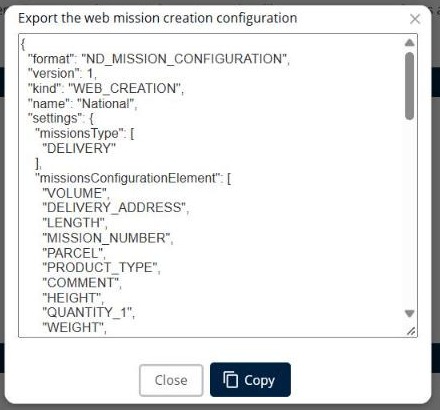 Export the web mission creation configuration
{
"format": "ND_MISSION_CONFIGURATION",
"version": 1,
"kind": "WEB_CREATION",
"name": "National",
"settings": {
"missionsType": [
"DELIVERY"
],
"missionsConfigurationElement": [
"VOLUME",
"DELIVERY_ADDRESS",
"LENGTH",
"MISSION_NUMBER",
"PARCEL",
"PRODUCT_TYPE",
"COMMENT",
"HEIGHT",
"QUANTITY_1",
"WEIGHT",
Close
Copy